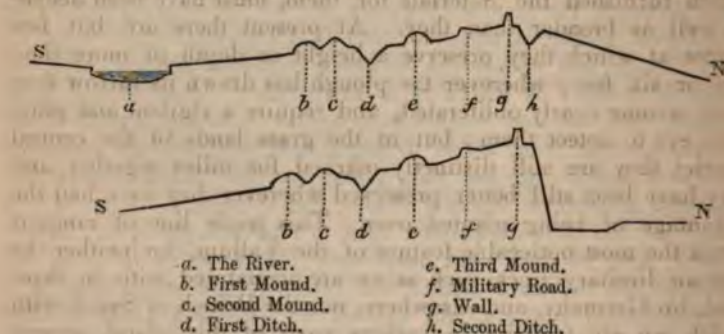 S N
a b c d e f g h
S N
b c d e f g
a. The River. e. Third Mound.
b. First Mound. f. Military Road.
c. Second Mound. g. Wall.
d. First Ditch. h. Second Ditch.